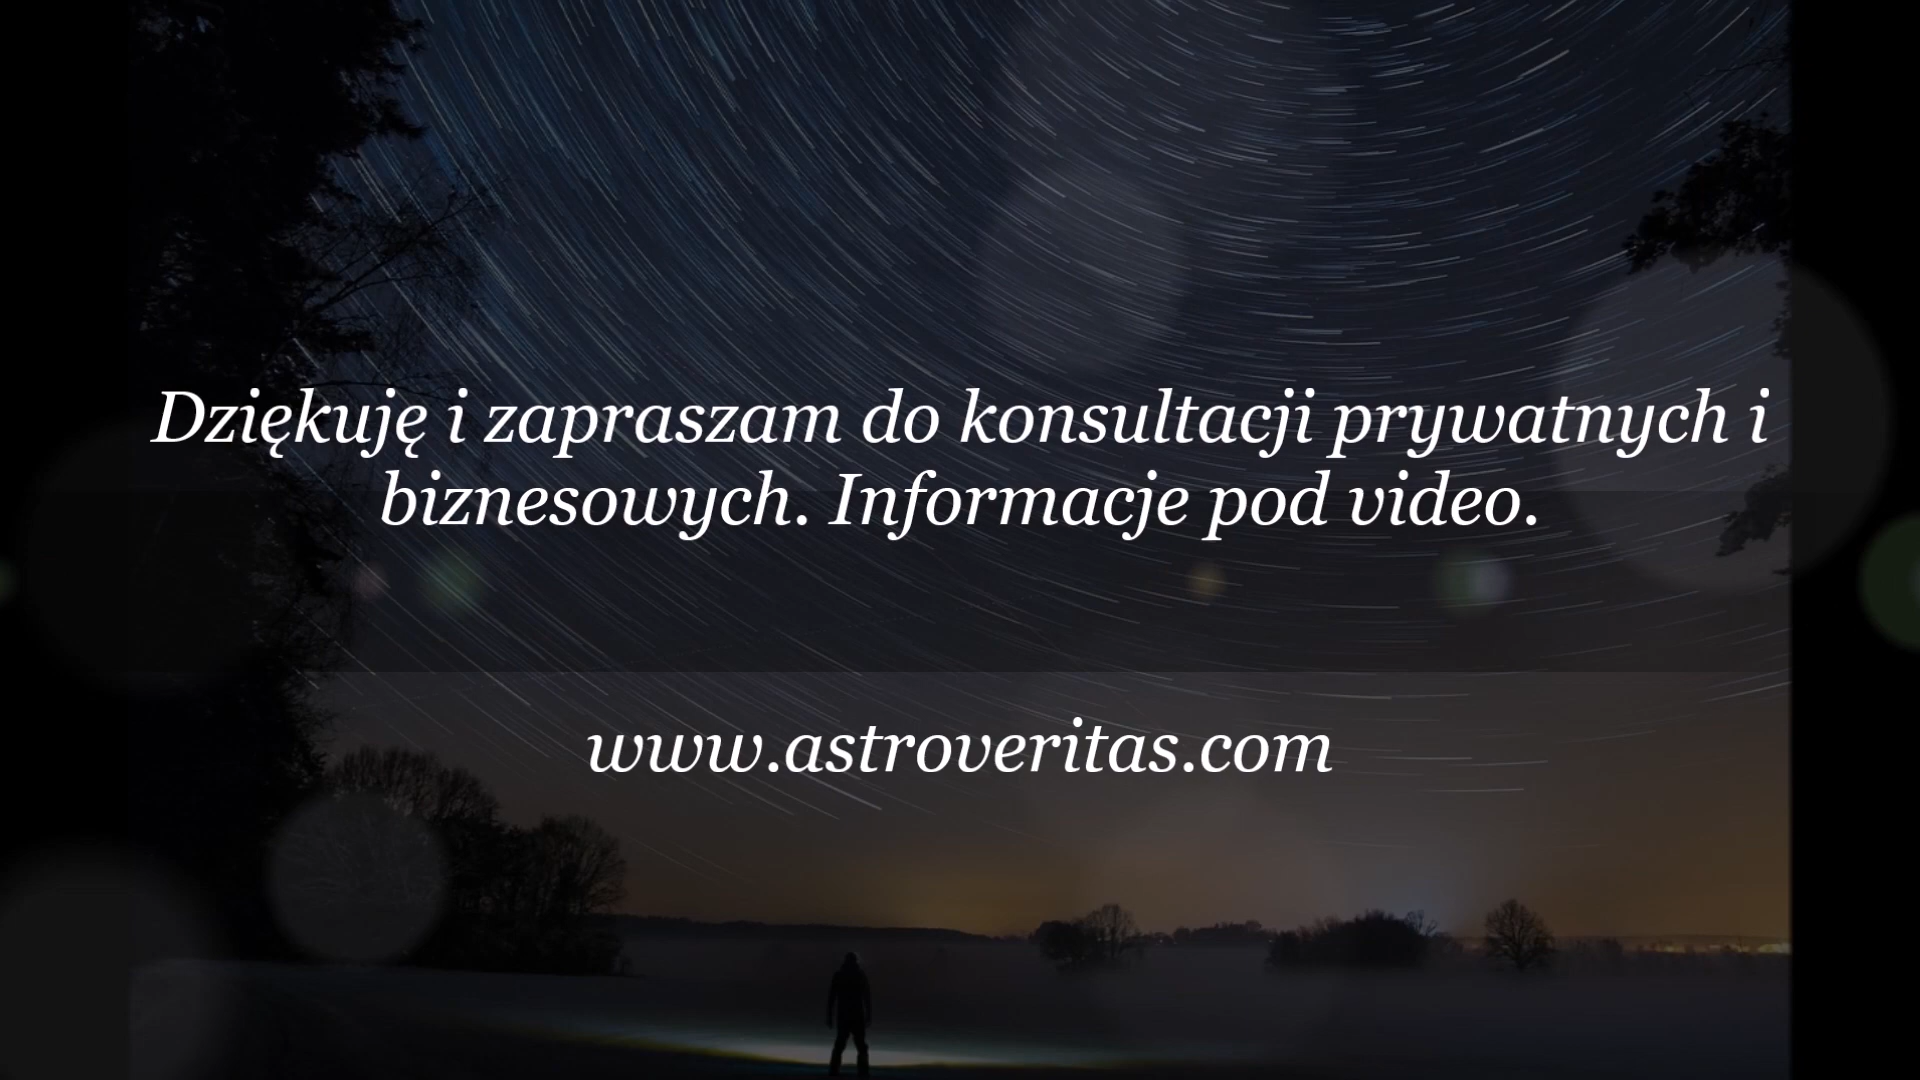 Dziękuję i zapraszam do konsultacji prywatnych i
biznesowych. Informacje pod video.
www.astroveritas.com